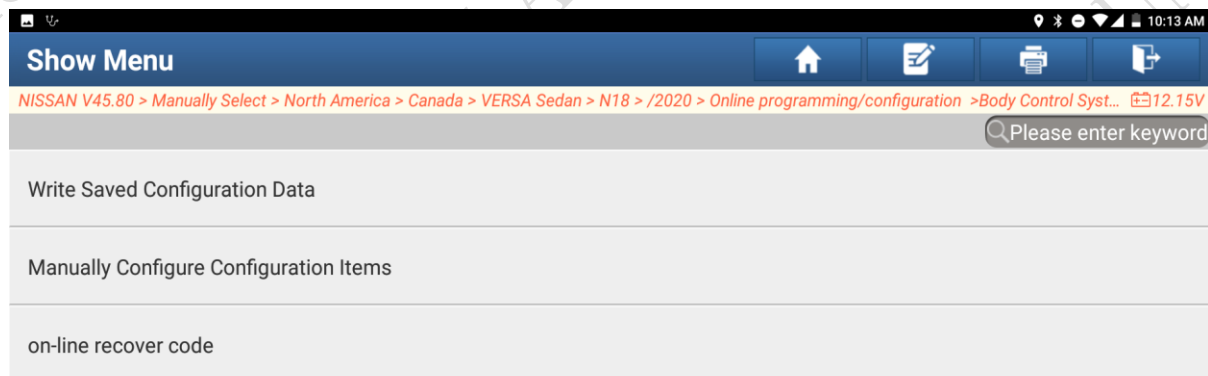 10:13 AM
Show Menu
NISSAN V45.80 > Manually Select > North America > Canada > VERSA Sedan > N18 > /2020 > Online programming/configuration >Body Control Syst... 12.15V
Please enter keyword
Write Saved Configuration Data
Manually Configure Configuration Items
on-line recover code